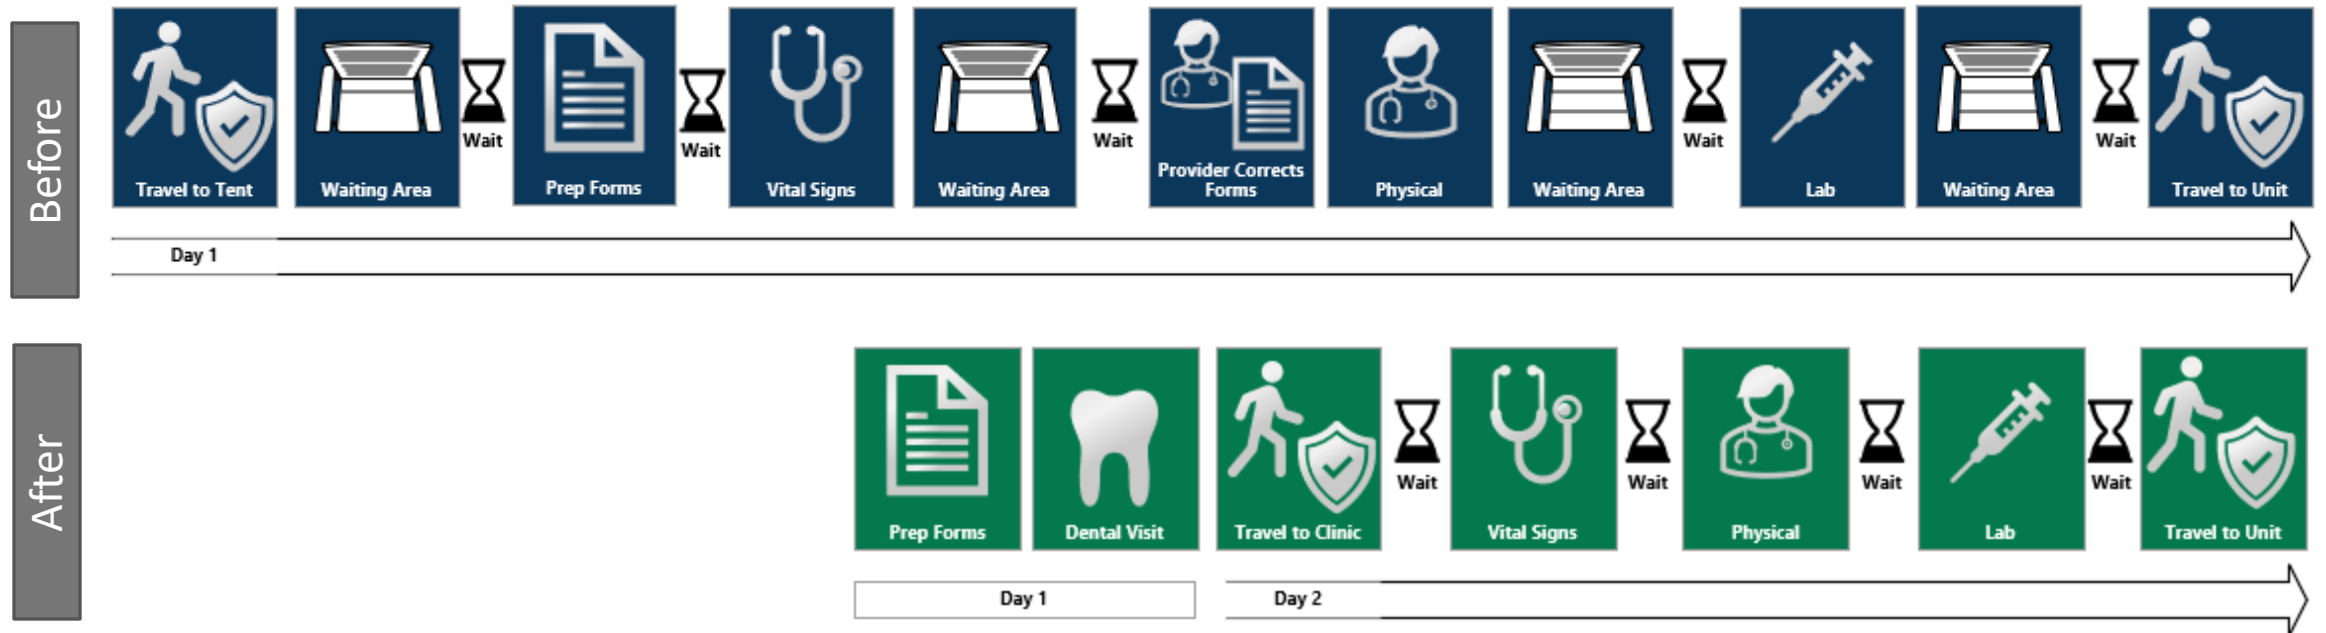 Before
Travel to Tent
Waiting Area
Wait
Prep Forms
Wait
Vital Signs
Waiting Area
Wait
Provider Corrects
Forms
Physical
Waiting Area
Wait
Lab
Waiting Area
Wait
Travel to Unit
Day 1
After
Prep Forms
Dental Visit
Travel to Clinic
Wait
Vital Signs
Wait
Physical
Wait
Lab
Wait
Travel to Unit
Day 1
Day 2